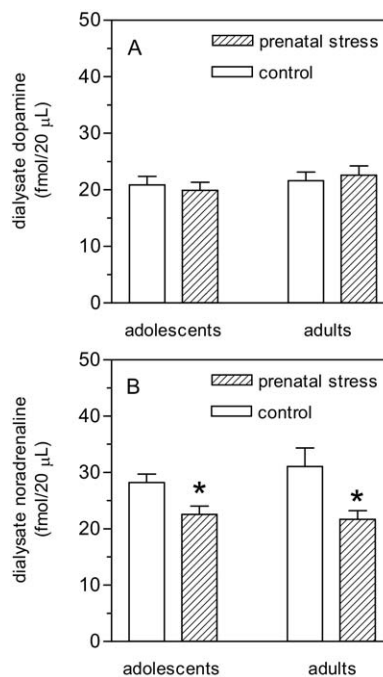 50
A
prenatal stress
control
40
30
20
10
0
dialysate dopamine
(fmol/20 μL)
adolescents
adults
50
B
prenatal stress
control
40
30
20
10
0
*
*
dialysate noradrenaline
(fmol/20 μL)
adolescents
adults